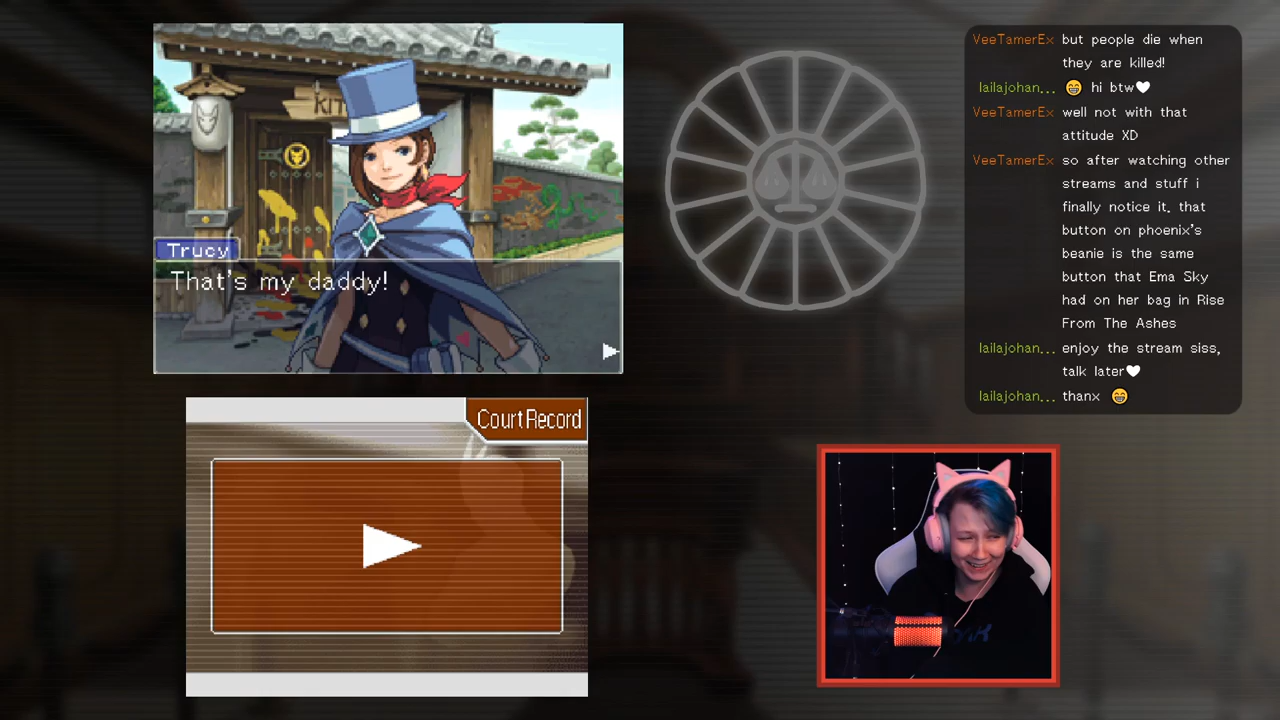 KIT
Trucy
That's my daddy!
Court Record
VeeTamerEx but people die when
they are killed!
lailajohan... 😁 hi btw🤍
VeeTamerEx well not with that
attitude XD
VeeTamerEx so after watching other
streams and stuff i
finally notice it. that
button on phoenix's
beanie is the same
button that Ema Sky
had on her bag in Rise
From The Ashes
lailajohan... enjoy the stream siss,
talk later🤍
lailajohan... thanx 😁